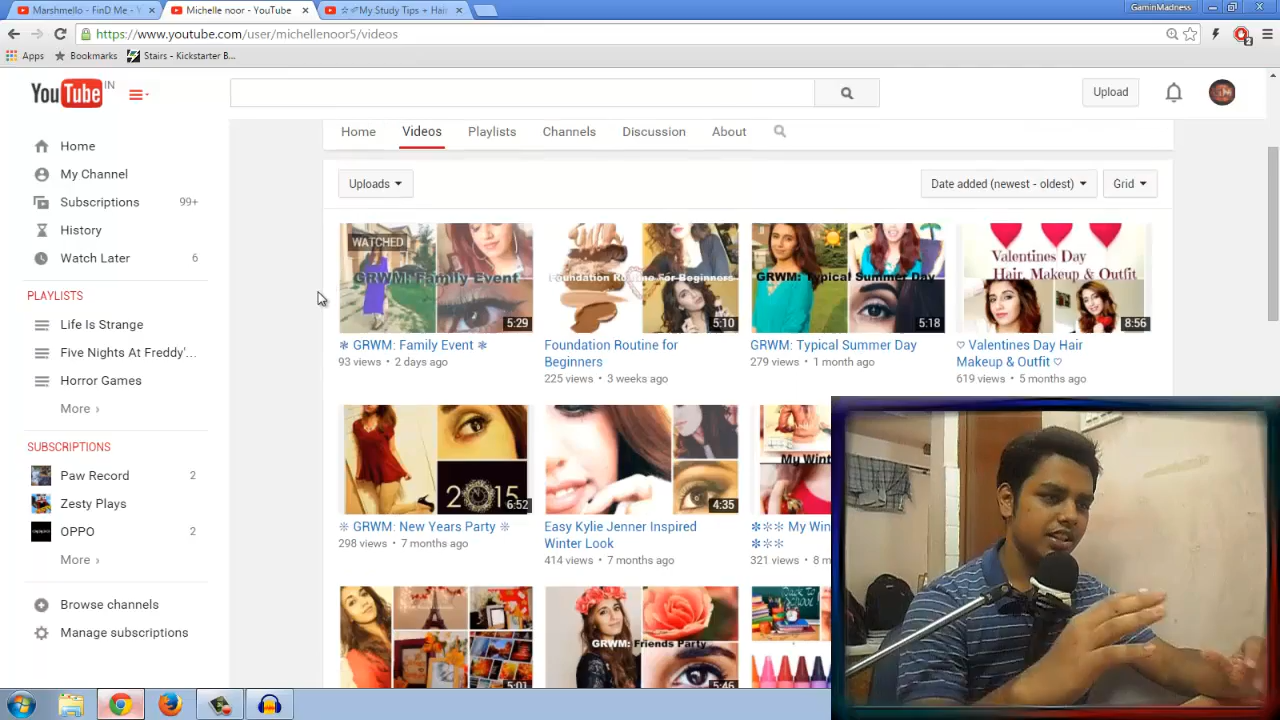 Marshmello - FinD Me - Y
Michelle noor - YouTube
☆🎓My Study Tips + Hair
GaminMadness
https://www.youtube.com/user/michellenoor5/videos
2
Apps
Bookmarks
Stairs - Kickstarter B...
YouTube IN
Upload
Home
Videos
Playlists
Channels
Discussion
About
Home
My Channel
Subscriptions 99+
History
Watch Later 6
PLAYLISTS
Life Is Strange
Five Nights At Freddy'...
Horror Games
More ›
SUBSCRIPTIONS
Paw Record 2
Zesty Plays
OPPO 2
More ›
Browse channels
Manage subscriptions
Uploads
Date added (newest - oldest)
Grid
WATCHED
GRWM: Family Event
5:29
❃ GRWM: Family Event ❃
93 views • 2 days ago
Foundation Routine For Beginners
5:10
Foundation Routine for
Beginners
225 views • 3 weeks ago
GRWM: Typical Summer Day
5:18
GRWM: Typical Summer Day
279 views • 1 month ago
Valentines Day
Hair, Makeup & Outfit
8:56
♡ Valentines Day Hair
Makeup & Outfit ♡
619 views • 5 months ago
2015
6:52
❊ GRWM: New Years Party ❊
298 views • 7 months ago
4:35
Easy Kylie Jenner Inspired
Winter Look
414 views • 7 months ago
My Wint
✻❊❊ My Win
✻❊❊
321 views • 8 m
5:01
GRWM: Friends Party
5:46